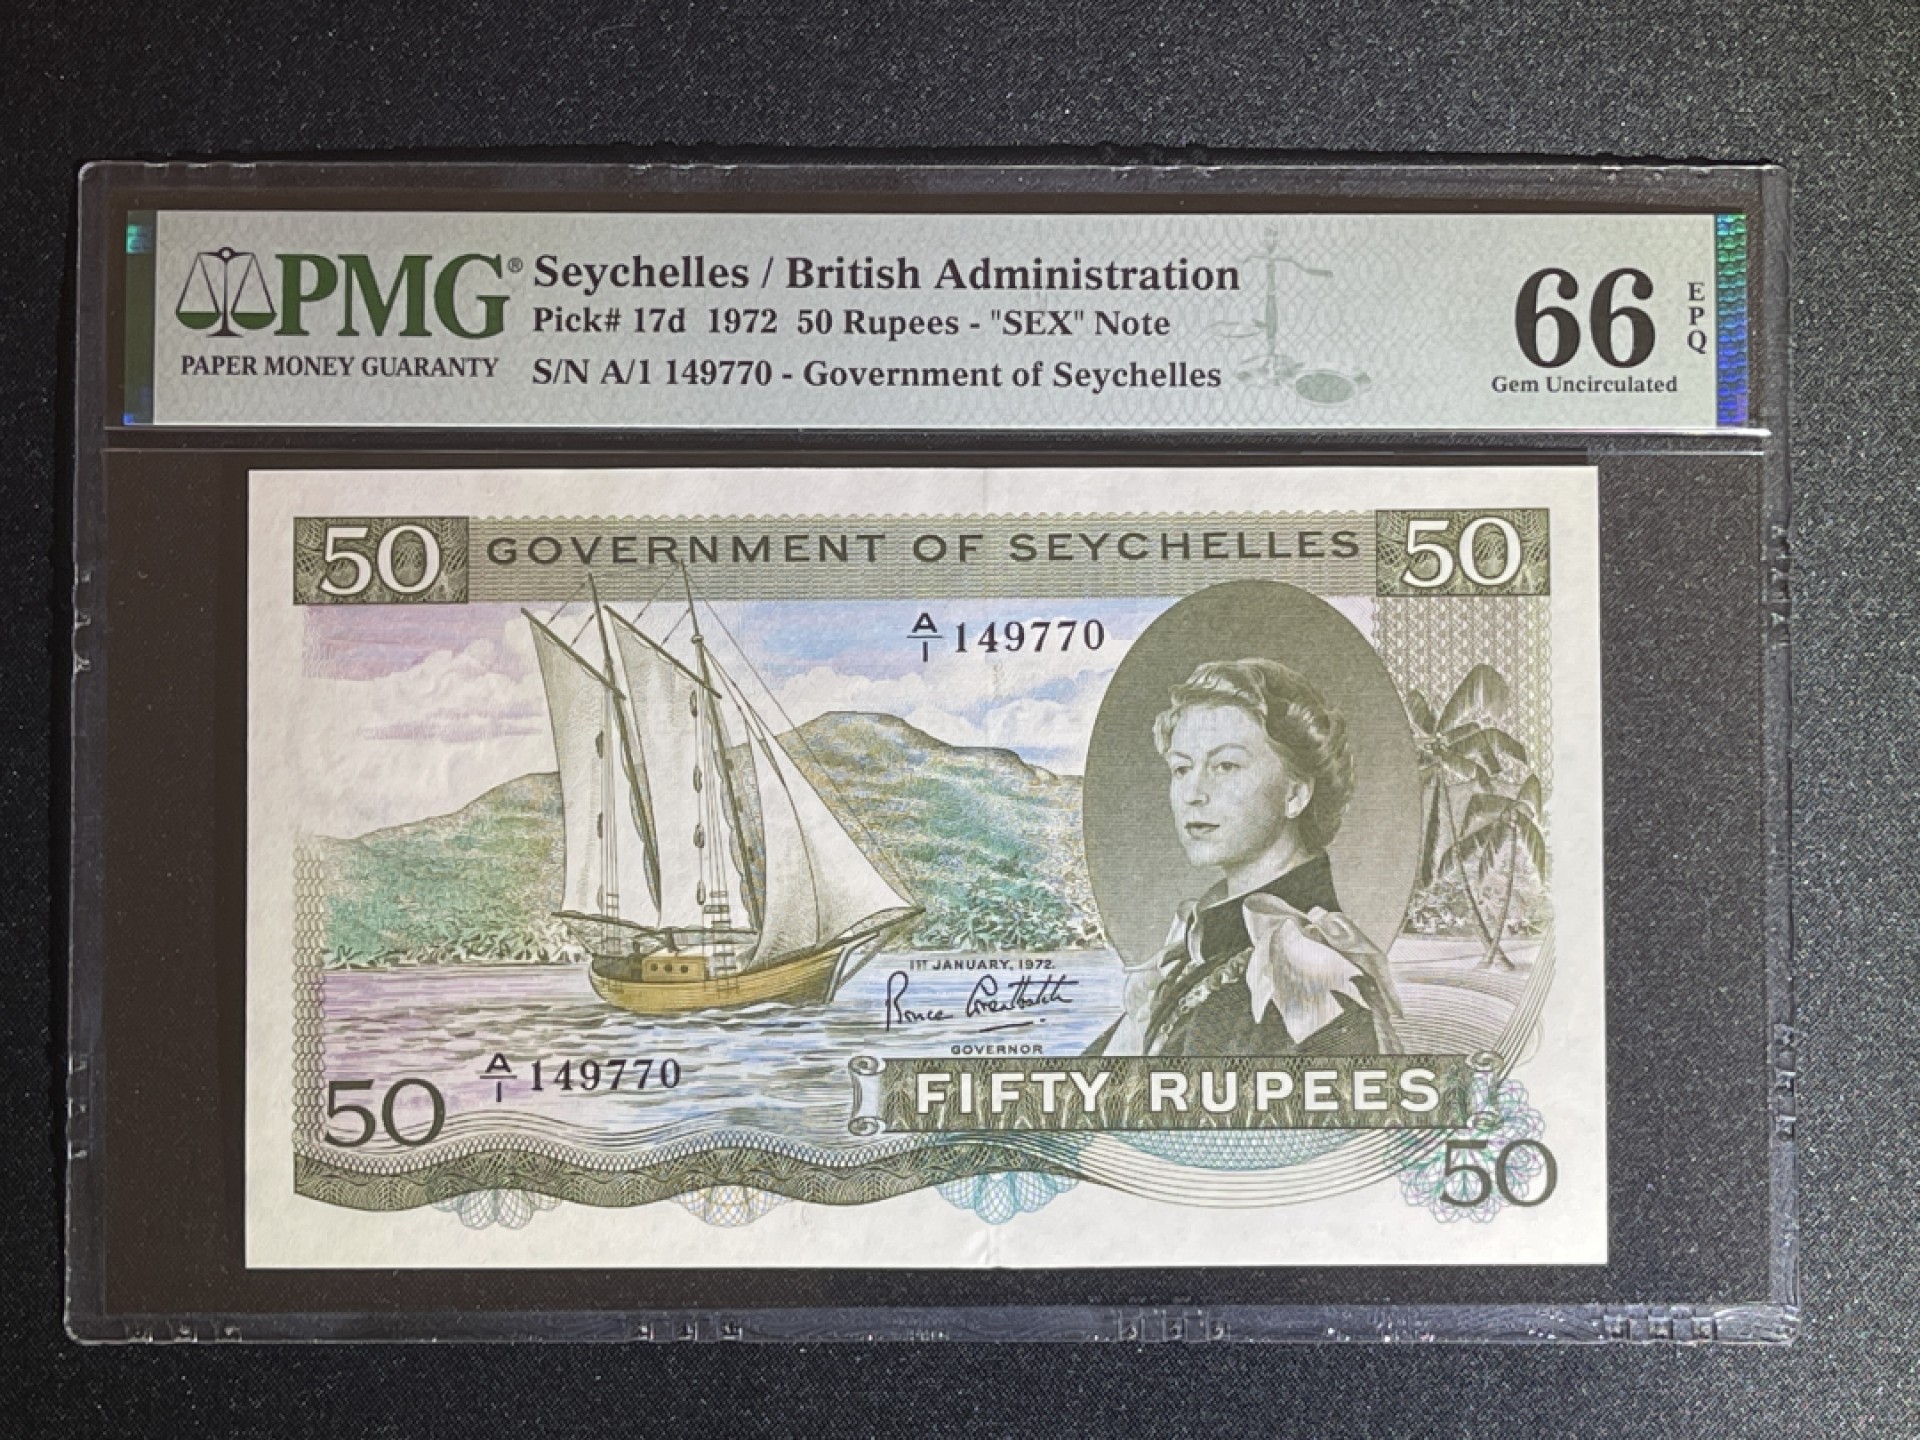 PMG®
PAPER MONEY GUARANTY
Seychelles / British Administration
Pick# 17d 1972 50 Rupees - "SEX" Note
S/N A/1 149770 - Government of Seychelles
66
EPQ
Gem Uncirculated
50 GOVERNMENT OF SEYCHELLES 50
A/1 149770
1ST JANUARY, 1972.
Bruce Greatbatch
GOVERNOR
A/1 149770
50
FIFTY RUPEES
50